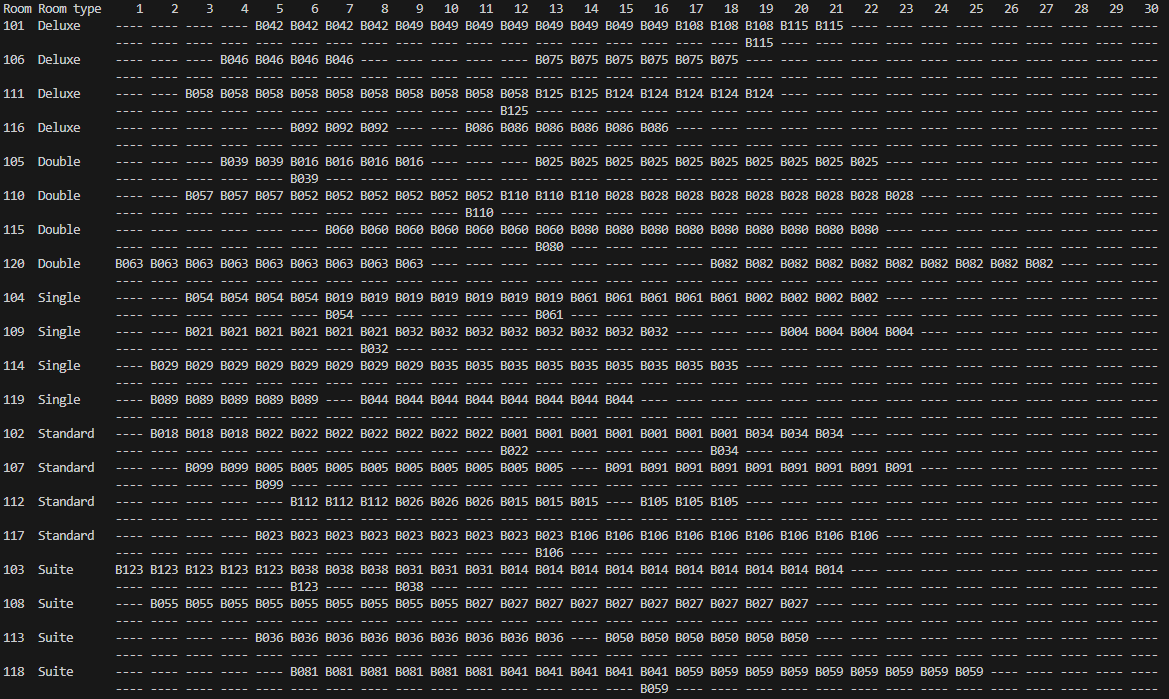 Room Room type 1 2 3 4 5 6 7 8 9 10 11 12 13 14 15 16 17 18 19 20 21 22 23 24 25 26 27 28 29 30
101 Deluxe ---- ---- ---- ---- B042 B042 B042 B042 B049 B049 B049 B049 B049 B049 B049 B049 B108 B108 B108 B115 B115 ---- ---- ---- ---- ---- ---- ---- ---- ----
---- ---- ---- ---- ---- ---- ---- ---- ---- ---- ---- ---- ---- ---- ---- ---- ---- ---- B115 ---- ---- ---- ---- ---- ---- ---- ---- ---- ---- ----
106 Deluxe ---- ---- ---- B046 B046 B046 B046 ---- ---- ---- ---- ---- B075 B075 B075 B075 B075 B075 ---- ---- ---- ---- ---- ---- ---- ---- ---- ---- ---- ----
---- ---- ---- ---- ---- ---- ---- ---- ---- ---- ---- ---- ---- ---- ---- ---- ---- ---- ---- ---- ---- ---- ---- ---- ---- ---- ---- ---- ---- ----
111 Deluxe ---- ---- B058 B058 B058 B058 B058 B058 B058 B058 B058 B058 B125 B125 B124 B124 B124 B124 B124 ---- ---- ---- ---- ---- ---- ---- ---- ---- ---- ----
---- ---- ---- ---- ---- ---- ---- ---- ---- ---- ---- B125 ---- ---- ---- ---- ---- ---- ---- ---- ---- ---- ---- ---- ---- ---- ---- ---- ---- ----
116 Deluxe ---- ---- ---- ---- ---- B092 B092 B092 ---- ---- B086 B086 B086 B086 B086 B086 ---- ---- ---- ---- ---- ---- ---- ---- ---- ---- ---- ---- ---- ----
---- ---- ---- ---- ---- ---- ---- ---- ---- ---- ---- ---- ---- ---- ---- ---- ---- ---- ---- ---- ---- ---- ---- ---- ---- ---- ---- ---- ---- ----
105 Double ---- ---- ---- B039 B039 B016 B016 B016 B016 ---- ---- ---- B025 B025 B025 B025 B025 B025 B025 B025 B025 B025 ---- ---- ---- ---- ---- ---- ---- ----
---- ---- ---- ---- ---- B039 ---- ---- ---- ---- ---- ---- ---- ---- ---- ---- ---- ---- ---- ---- ---- ---- ---- ---- ---- ---- ---- ---- ---- ----
110 Double ---- ---- B057 B057 B057 B052 B052 B052 B052 B052 B052 B110 B110 B110 B028 B028 B028 B028 B028 B028 B028 B028 B028 ---- ---- ---- ---- ---- ---- ----
---- ---- ---- ---- ---- ---- ---- ---- ---- ---- B110 ---- ---- ---- ---- ---- ---- ---- ---- ---- ---- ---- ---- ---- ---- ---- ---- ---- ---- ----
115 Double ---- ---- ---- ---- ---- ---- B060 B060 B060 B060 B060 B060 B060 B080 B080 B080 B080 B080 B080 B080 B080 B080 ---- ---- ---- ---- ---- ---- ---- ----
---- ---- ---- ---- ---- ---- ---- ---- ---- ---- ---- ---- B080 ---- ---- ---- ---- ---- ---- ---- ---- ---- ---- ---- ---- ---- ---- ---- ---- ----
120 Double B063 B063 B063 B063 B063 B063 B063 B063 B063 ---- ---- ---- ---- ---- ---- ---- ---- B082 B082 B082 B082 B082 B082 B082 B082 B082 B082 ---- ---- ----
---- ---- ---- ---- ---- ---- ---- ---- ---- ---- ---- ---- ---- ---- ---- ---- ---- ---- ---- ---- ---- ---- ---- ---- ---- ---- ---- ---- ---- ----
104 Single ---- ---- B054 B054 B054 B054 B019 B019 B019 B019 B019 B019 B019 B061 B061 B061 B061 B061 B002 B002 B002 B002 ---- ---- ---- ---- ---- ---- ---- ----
---- ---- ---- ---- ---- ---- B054 ---- ---- ---- ---- ---- B061 ---- ---- ---- ---- ---- ---- ---- ---- ---- ---- ---- ---- ---- ---- ---- ---- ----
109 Single ---- ---- B021 B021 B021 B021 B021 B021 B032 B032 B032 B032 B032 B032 B032 B032 ---- ---- ---- B004 B004 B004 B004 ---- ---- ---- ---- ---- ---- ----
---- ---- ---- ---- ---- ---- ---- B032 ---- ---- ---- ---- ---- ---- ---- ---- ---- ---- ---- ---- ---- ---- ---- ---- ---- ---- ---- ---- ---- ----
114 Single ---- B029 B029 B029 B029 B029 B029 B029 B029 B035 B035 B035 B035 B035 B035 B035 B035 B035 ---- ---- ---- ---- ---- ---- ---- ---- ---- ---- ---- ----
---- ---- ---- ---- ---- ---- ---- ---- ---- ---- ---- ---- ---- ---- ---- ---- ---- ---- ---- ---- ---- ---- ---- ---- ---- ---- ---- ---- ---- ----
119 Single ---- B089 B089 B089 B089 B089 ---- B044 B044 B044 B044 B044 B044 B044 B044 ---- ---- ---- ---- ---- ---- ---- ---- ---- ---- ---- ---- ---- ---- ----
---- ---- ---- ---- ---- ---- ---- ---- ---- ---- ---- ---- ---- ---- ---- ---- ---- ---- ---- ---- ---- ---- ---- ---- ---- ---- ---- ---- ---- ----
102 Standard ---- B018 B018 B018 B022 B022 B022 B022 B022 B022 B022 B001 B001 B001 B001 B001 B001 B001 B034 B034 B034 ---- ---- ---- ---- ---- ---- ---- ---- ----
---- ---- ---- ---- ---- ---- ---- ---- ---- ---- ---- B022 ---- ---- ---- ---- ---- B034 ---- ---- ---- ---- ---- ---- ---- ---- ---- ---- ---- ----
107 Standard ---- ---- B099 B099 B005 B005 B005 B005 B005 B005 B005 B005 B005 ---- B091 B091 B091 B091 B091 B091 B091 B091 B091 ---- ---- ---- ---- ---- ---- ----
---- ---- ---- ---- B099 ---- ---- ---- ---- ---- ---- ---- ---- ---- ---- ---- ---- ---- ---- ---- ---- ---- ---- ---- ---- ---- ---- ---- ---- ----
112 Standard ---- ---- ---- ---- ---- B112 B112 B112 B026 B026 B026 B015 B015 B015 ---- B105 B105 B105 ---- ---- ---- ---- ---- ---- ---- ---- ---- ---- ---- ----
---- ---- ---- ---- ---- ---- ---- ---- ---- ---- ---- ---- ---- ---- ---- ---- ---- ---- ---- ---- ---- ---- ---- ---- ---- ---- ---- ---- ---- ----
117 Standard ---- ---- ---- ---- B023 B023 B023 B023 B023 B023 B023 B023 B023 B106 B106 B106 B106 B106 B106 B106 B106 B106 ---- ---- ---- ---- ---- ---- ---- ----
---- ---- ---- ---- ---- ---- ---- ---- ---- ---- ---- ---- B106 ---- ---- ---- ---- ---- ---- ---- ---- ---- ---- ---- ---- ---- ---- ---- ---- ----
103 Suite B123 B123 B123 B123 B123 B038 B038 B038 B031 B031 B031 B014 B014 B014 B014 B014 B014 B014 B014 B014 B014 ---- ---- ---- ---- ---- ---- ---- ---- ----
---- ---- ---- ---- ---- B123 ---- ---- B038 ---- ---- ---- ---- ---- ---- ---- ---- ---- ---- ---- ---- ---- ---- ---- ---- ---- ---- ---- ---- ----
108 Suite ---- B055 B055 B055 B055 B055 B055 B055 B055 B055 B027 B027 B027 B027 B027 B027 B027 B027 B027 B027 ---- ---- ---- ---- ---- ---- ---- ---- ---- ----
---- ---- ---- ---- ---- ---- ---- ---- ---- ---- ---- ---- ---- ---- ---- ---- ---- ---- ---- ---- ---- ---- ---- ---- ---- ---- ---- ---- ---- ----
113 Suite ---- ---- ---- ---- B036 B036 B036 B036 B036 B036 B036 B036 B036 ---- B050 B050 B050 B050 B050 B050 ---- ---- ---- ---- ---- ---- ---- ---- ---- ----
---- ---- ---- ---- ---- ---- ---- ---- ---- ---- ---- ---- ---- ---- ---- ---- ---- ---- ---- ---- ---- ---- ---- ---- ---- ---- ---- ---- ---- ----
118 Suite ---- ---- ---- ---- ---- B081 B081 B081 B081 B081 B081 B041 B041 B041 B041 B041 B059 B059 B059 B059 B059 B059 B059 B059 B059 ---- ---- ---- ---- ----
---- ---- ---- ---- ---- ---- ---- ---- ---- ---- ---- ---- ---- ---- ---- B059 ---- ---- ---- ---- ---- ---- ---- ---- ---- ---- ---- ---- ---- ----